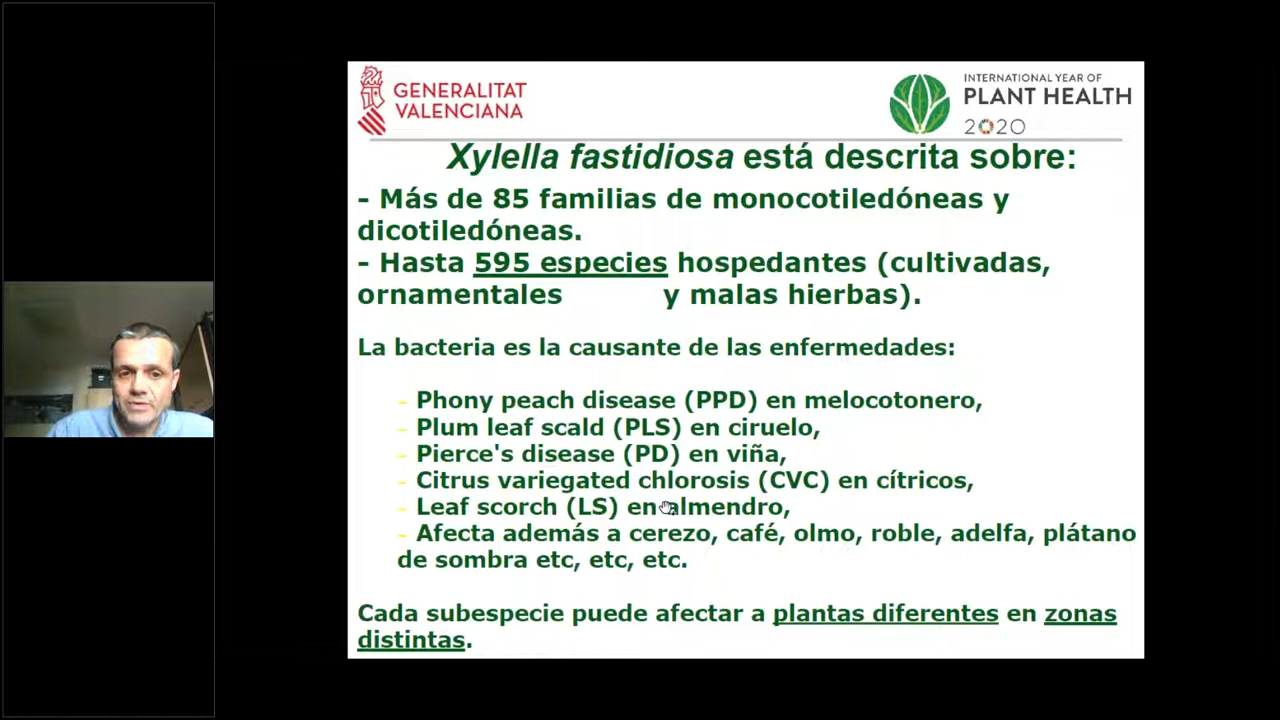 GENERALITAT
VALENCIANA
INTERNATIONAL YEAR OF
PLANT HEALTH
2020
Xylella fastidiosa está descrita sobre:
- Más de 85 familias de monocotiledóneas y
dicotiledóneas.
- Hasta 595 especies hospedantes (cultivadas,
ornamentales y malas hierbas).
La bacteria es la causante de las enfermedades:
- Phony peach disease (PPD) en melocotonero,
- Plum leaf scald (PLS) en ciruelo,
- Pierce's disease (PD) en viña,
- Citrus variegated chlorosis (CVC) en cítricos,
- Leaf scorch (LS) en almendro,
- Afecta además a cerezo, café, olmo, roble, adelfa, plátano
de sombra etc, etc, etc.
Cada subespecie puede afectar a plantas diferentes en zonas
distintas.